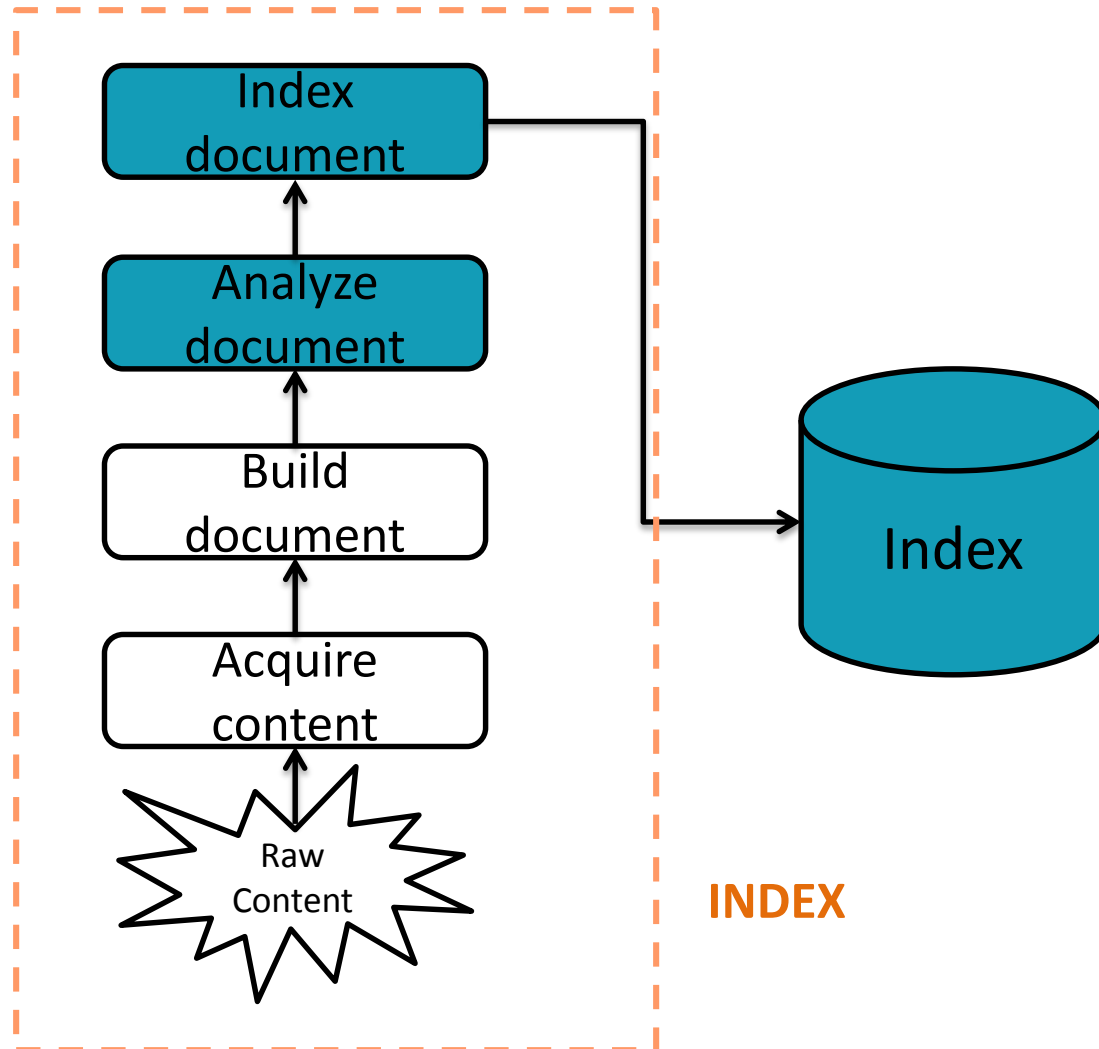 Index
document
Analyze
document
Build
document
Index
Acquire
content
Raw
Content
INDEX